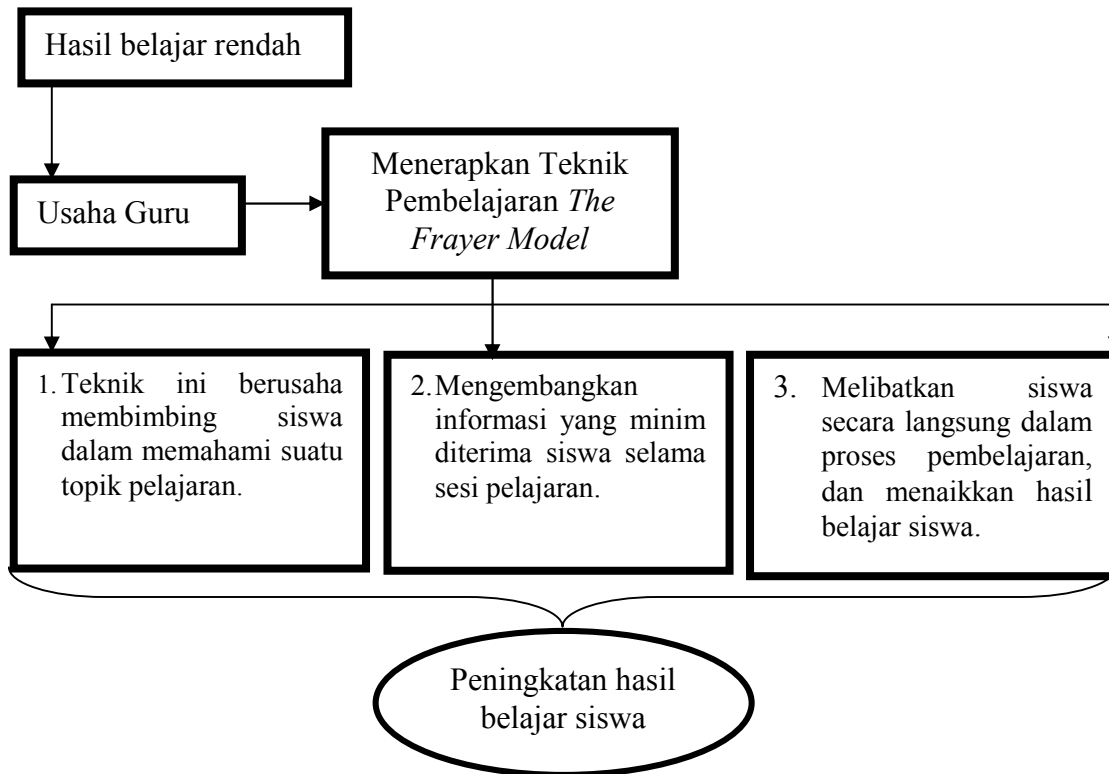 Hasil belajar rendah
Menerapkan Teknik
Pembelajaran The
Frayer Model
Usaha Guru
1. Teknik ini berusaha
membimbing siswa
dalam memahami suatu
topik pelajaran.
2. Mengembangkan
informasi yang minim
diterima siswa selama
sesi pelajaran.
3. Melibatkan siswa
secara langsung dalam
proses pembelajaran,
dan menaikkan hasil
belajar siswa.
Peningkatan hasil
belajar siswa